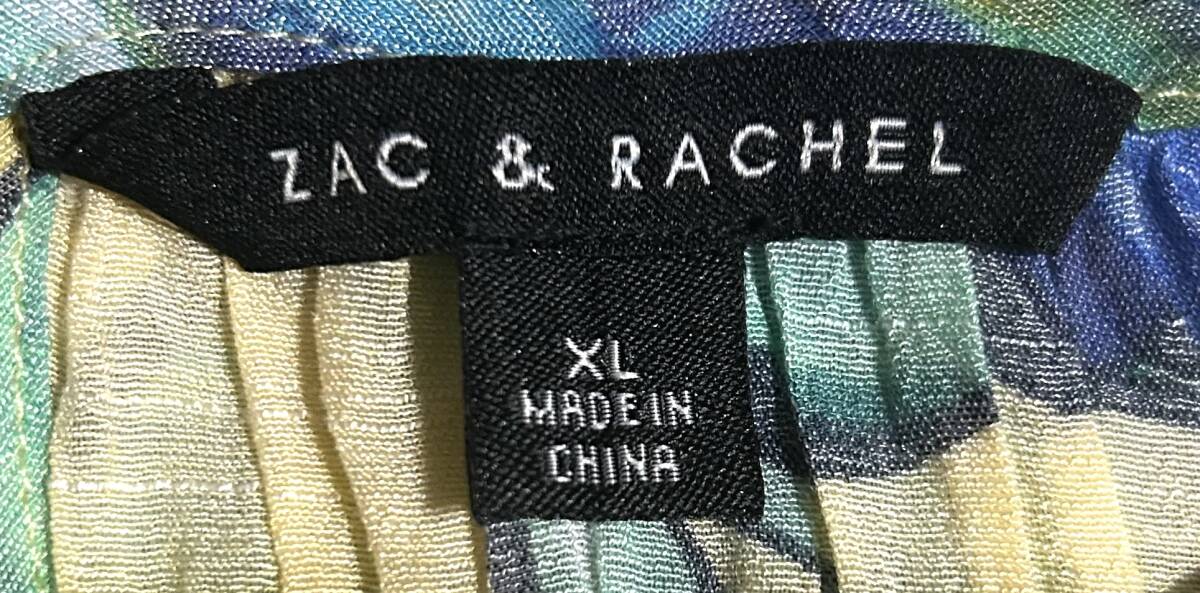 ZAC & RACHEL
XL
MADE IN
CHINA